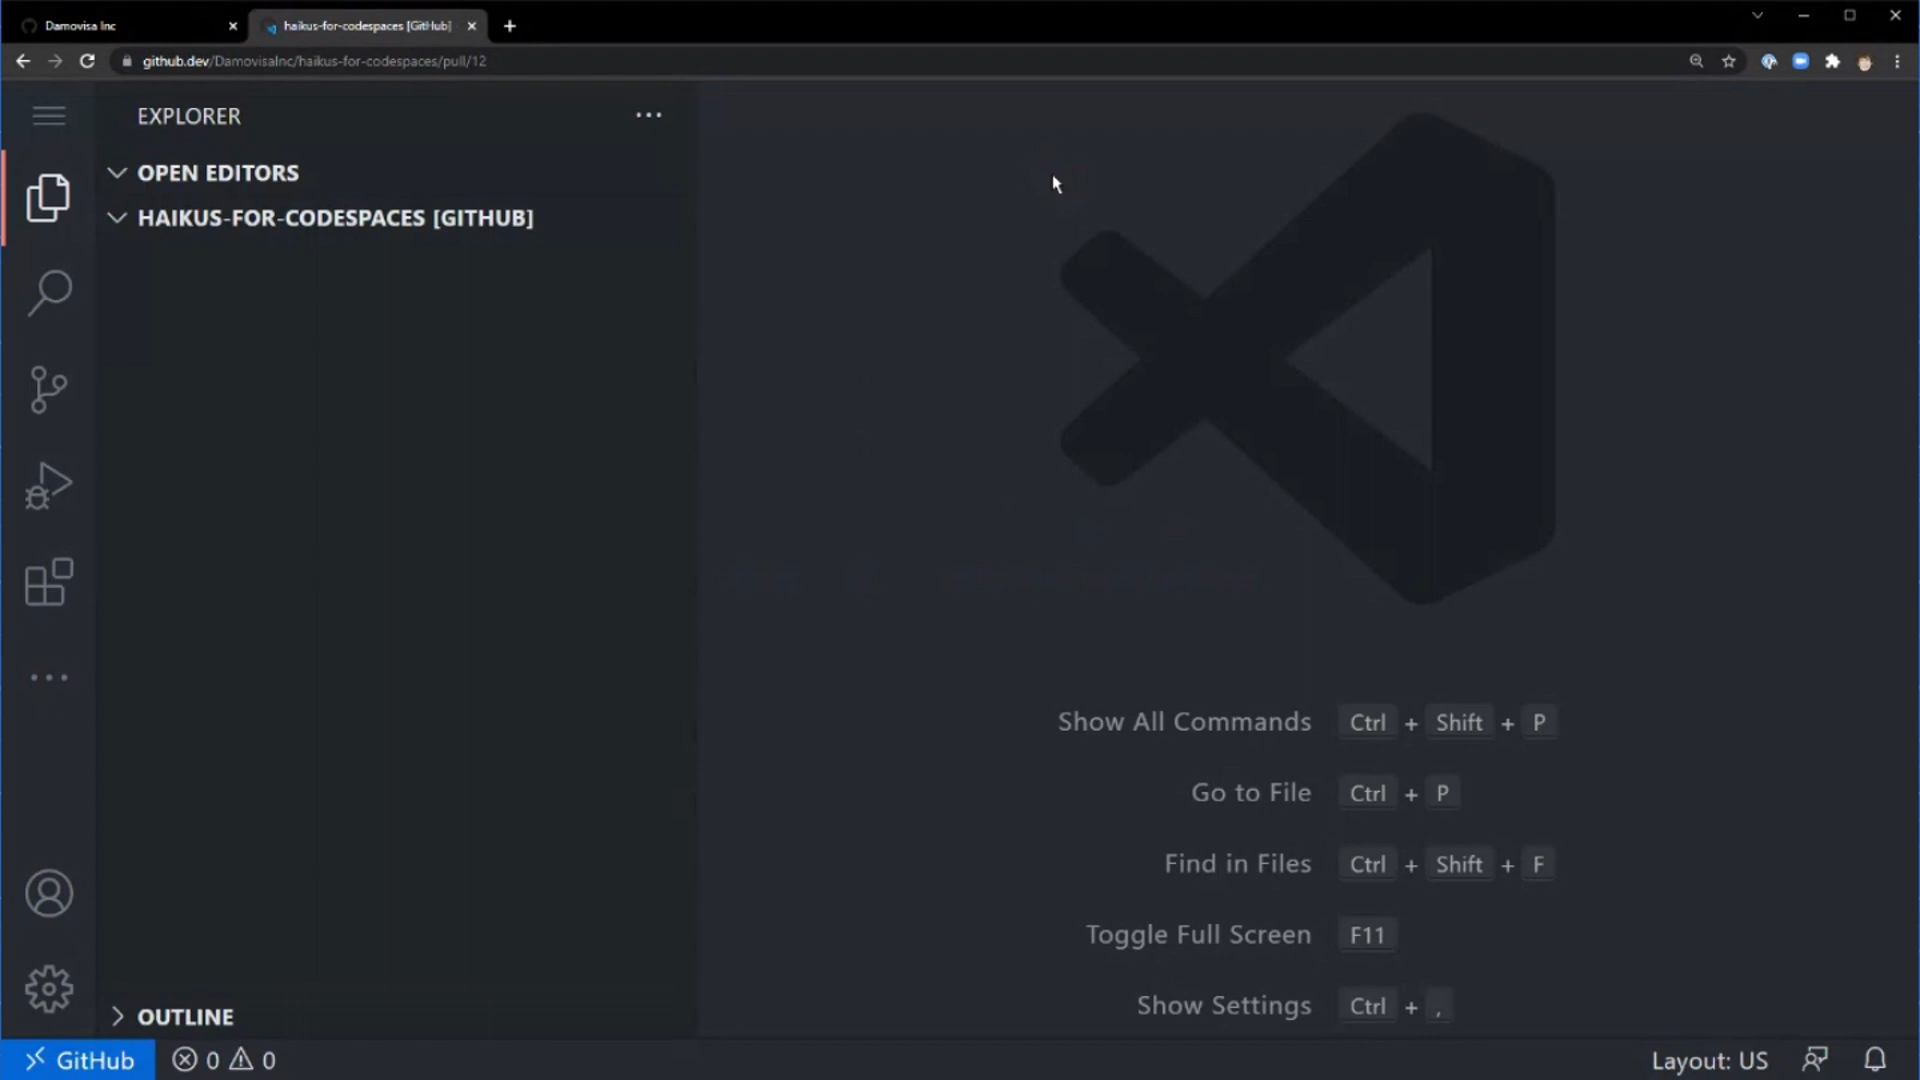 Damovisa Inc
haikus-for-codespaces [GitHub]
github.dev/DamovisaInc/haikus-for-codespaces/pull/12
EXPLORER
OPEN EDITORS
HAIKUS-FOR-CODESPACES [GITHUB]
Show All Commands Ctrl + Shift + P
Go to File Ctrl + P
Find in Files Ctrl + Shift + F
Toggle Full Screen F11
Show Settings Ctrl + ,
OUTLINE
GitHub 0 0 Layout: US